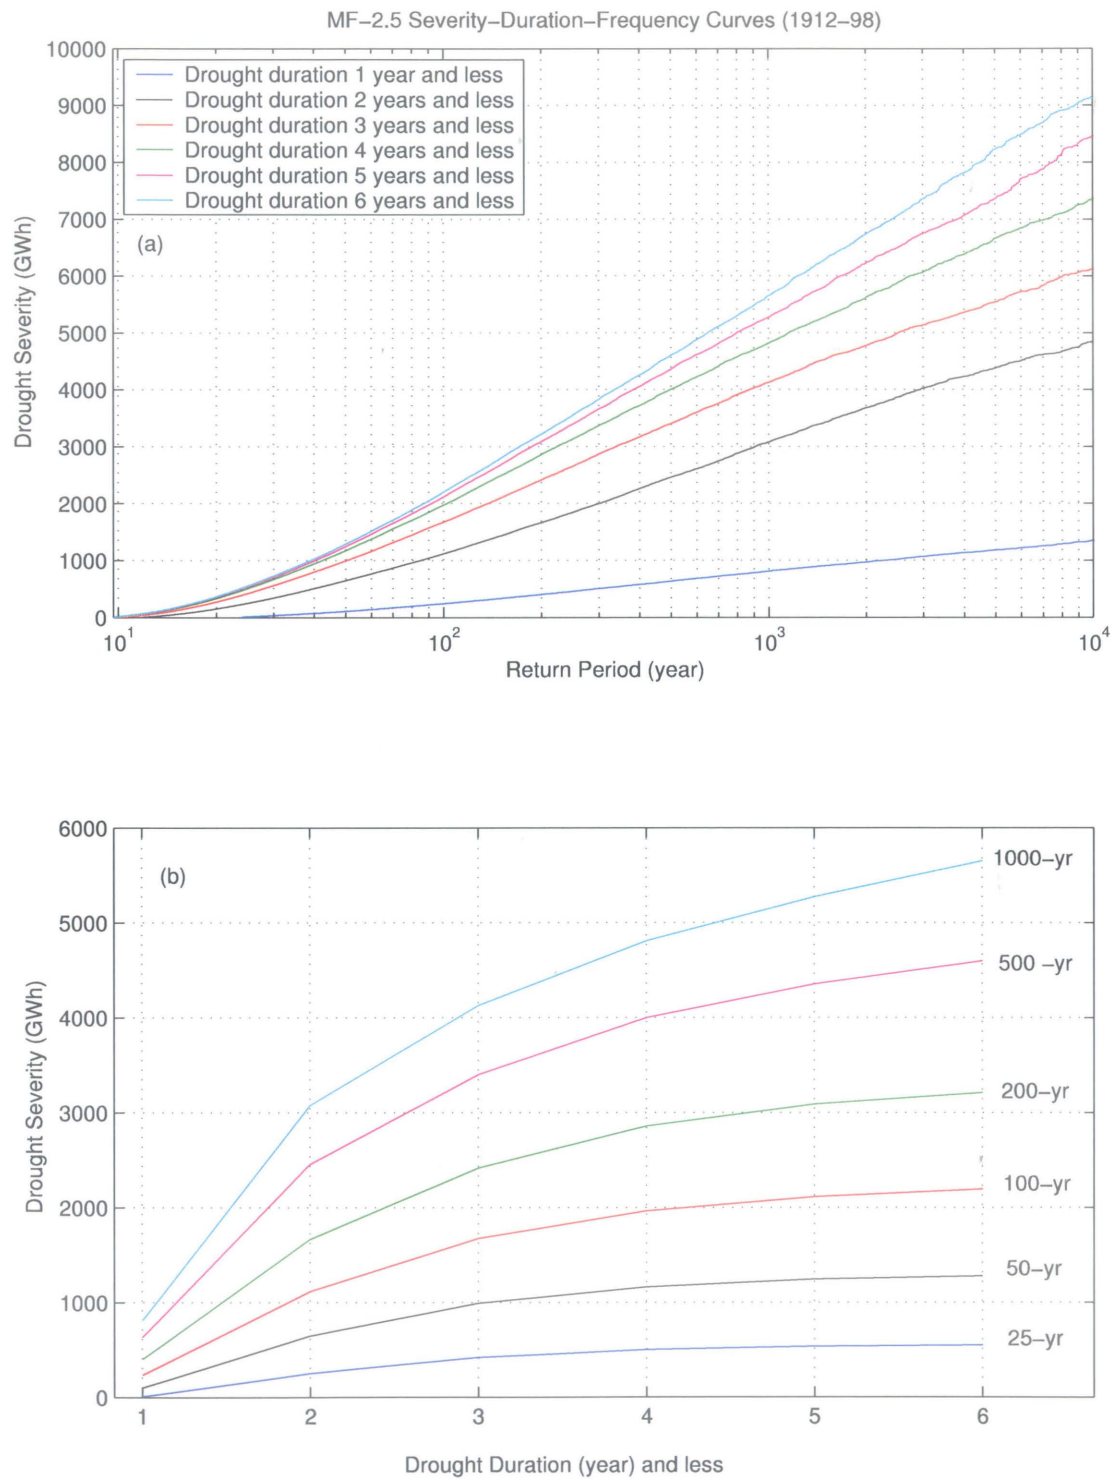 MF−2.5 Severity−Duration−Frequency Curves (1912−98)
10000
9000
8000
7000
6000
5000
4000
3000
2000
1000
0
Drought Severity (GWh)
Drought duration 1 year and less
Drought duration 2 years and less
Drought duration 3 years and less
Drought duration 4 years and less
Drought duration 5 years and less
Drought duration 6 years and less
(a)
10^1 10^2 10^3 10^4
Return Period (year)
6000
5000
4000
3000
2000
1000
0
Drought Severity (GWh)
(b)
1000−yr
500 −yr
200−yr
100−yr
50−yr
25−yr
1 2 3 4 5 6
Drought Duration (year) and less